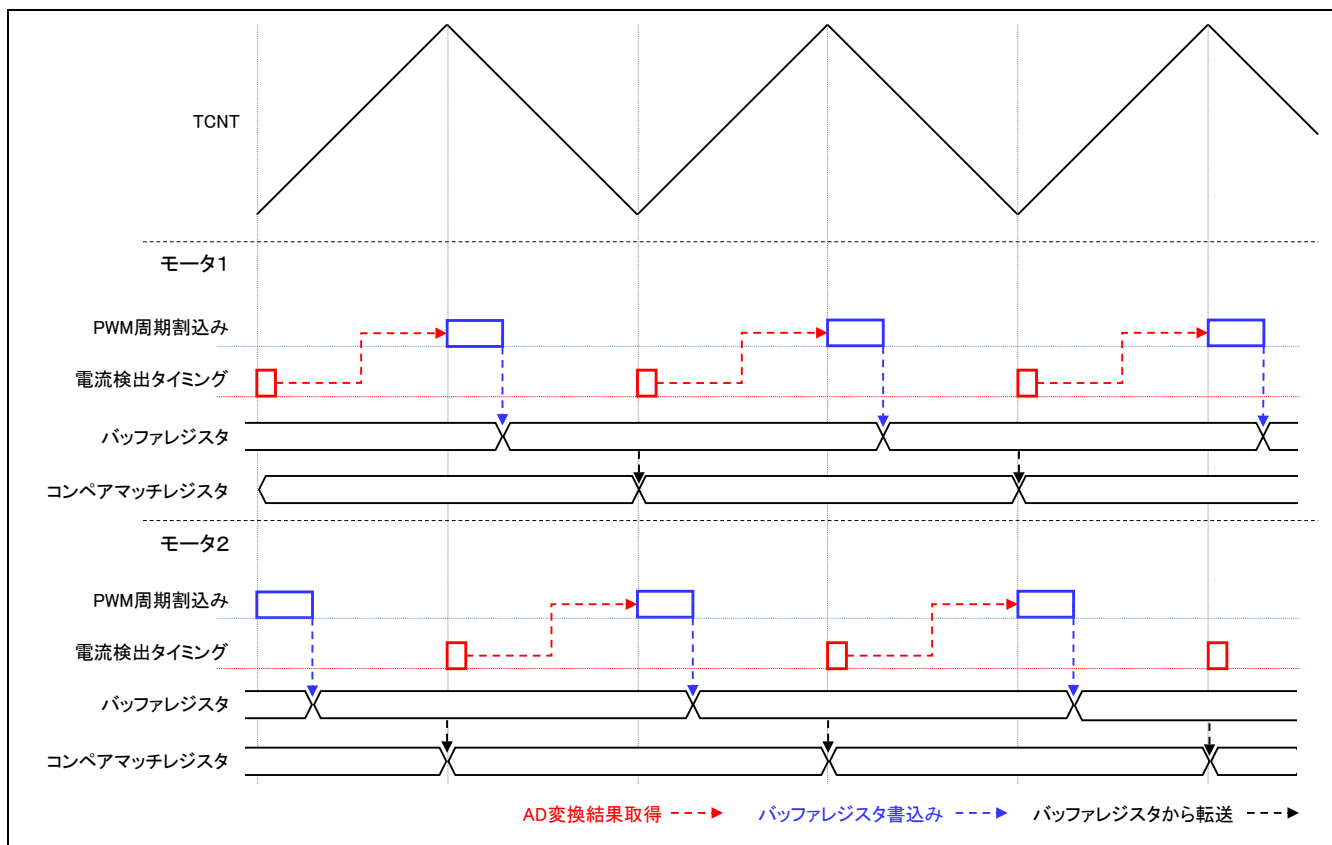 TCNT
モータ1
PWM周期割込み
電流検出タイミング
バッファレジスタ
コンペアマッチレジスタ
モータ2
PWM周期割込み
電流検出タイミング
バッファレジスタ
コンペアマッチレジスタ
AD変換結果取得 バッファレジスタ書込み バッファレジスタから転送